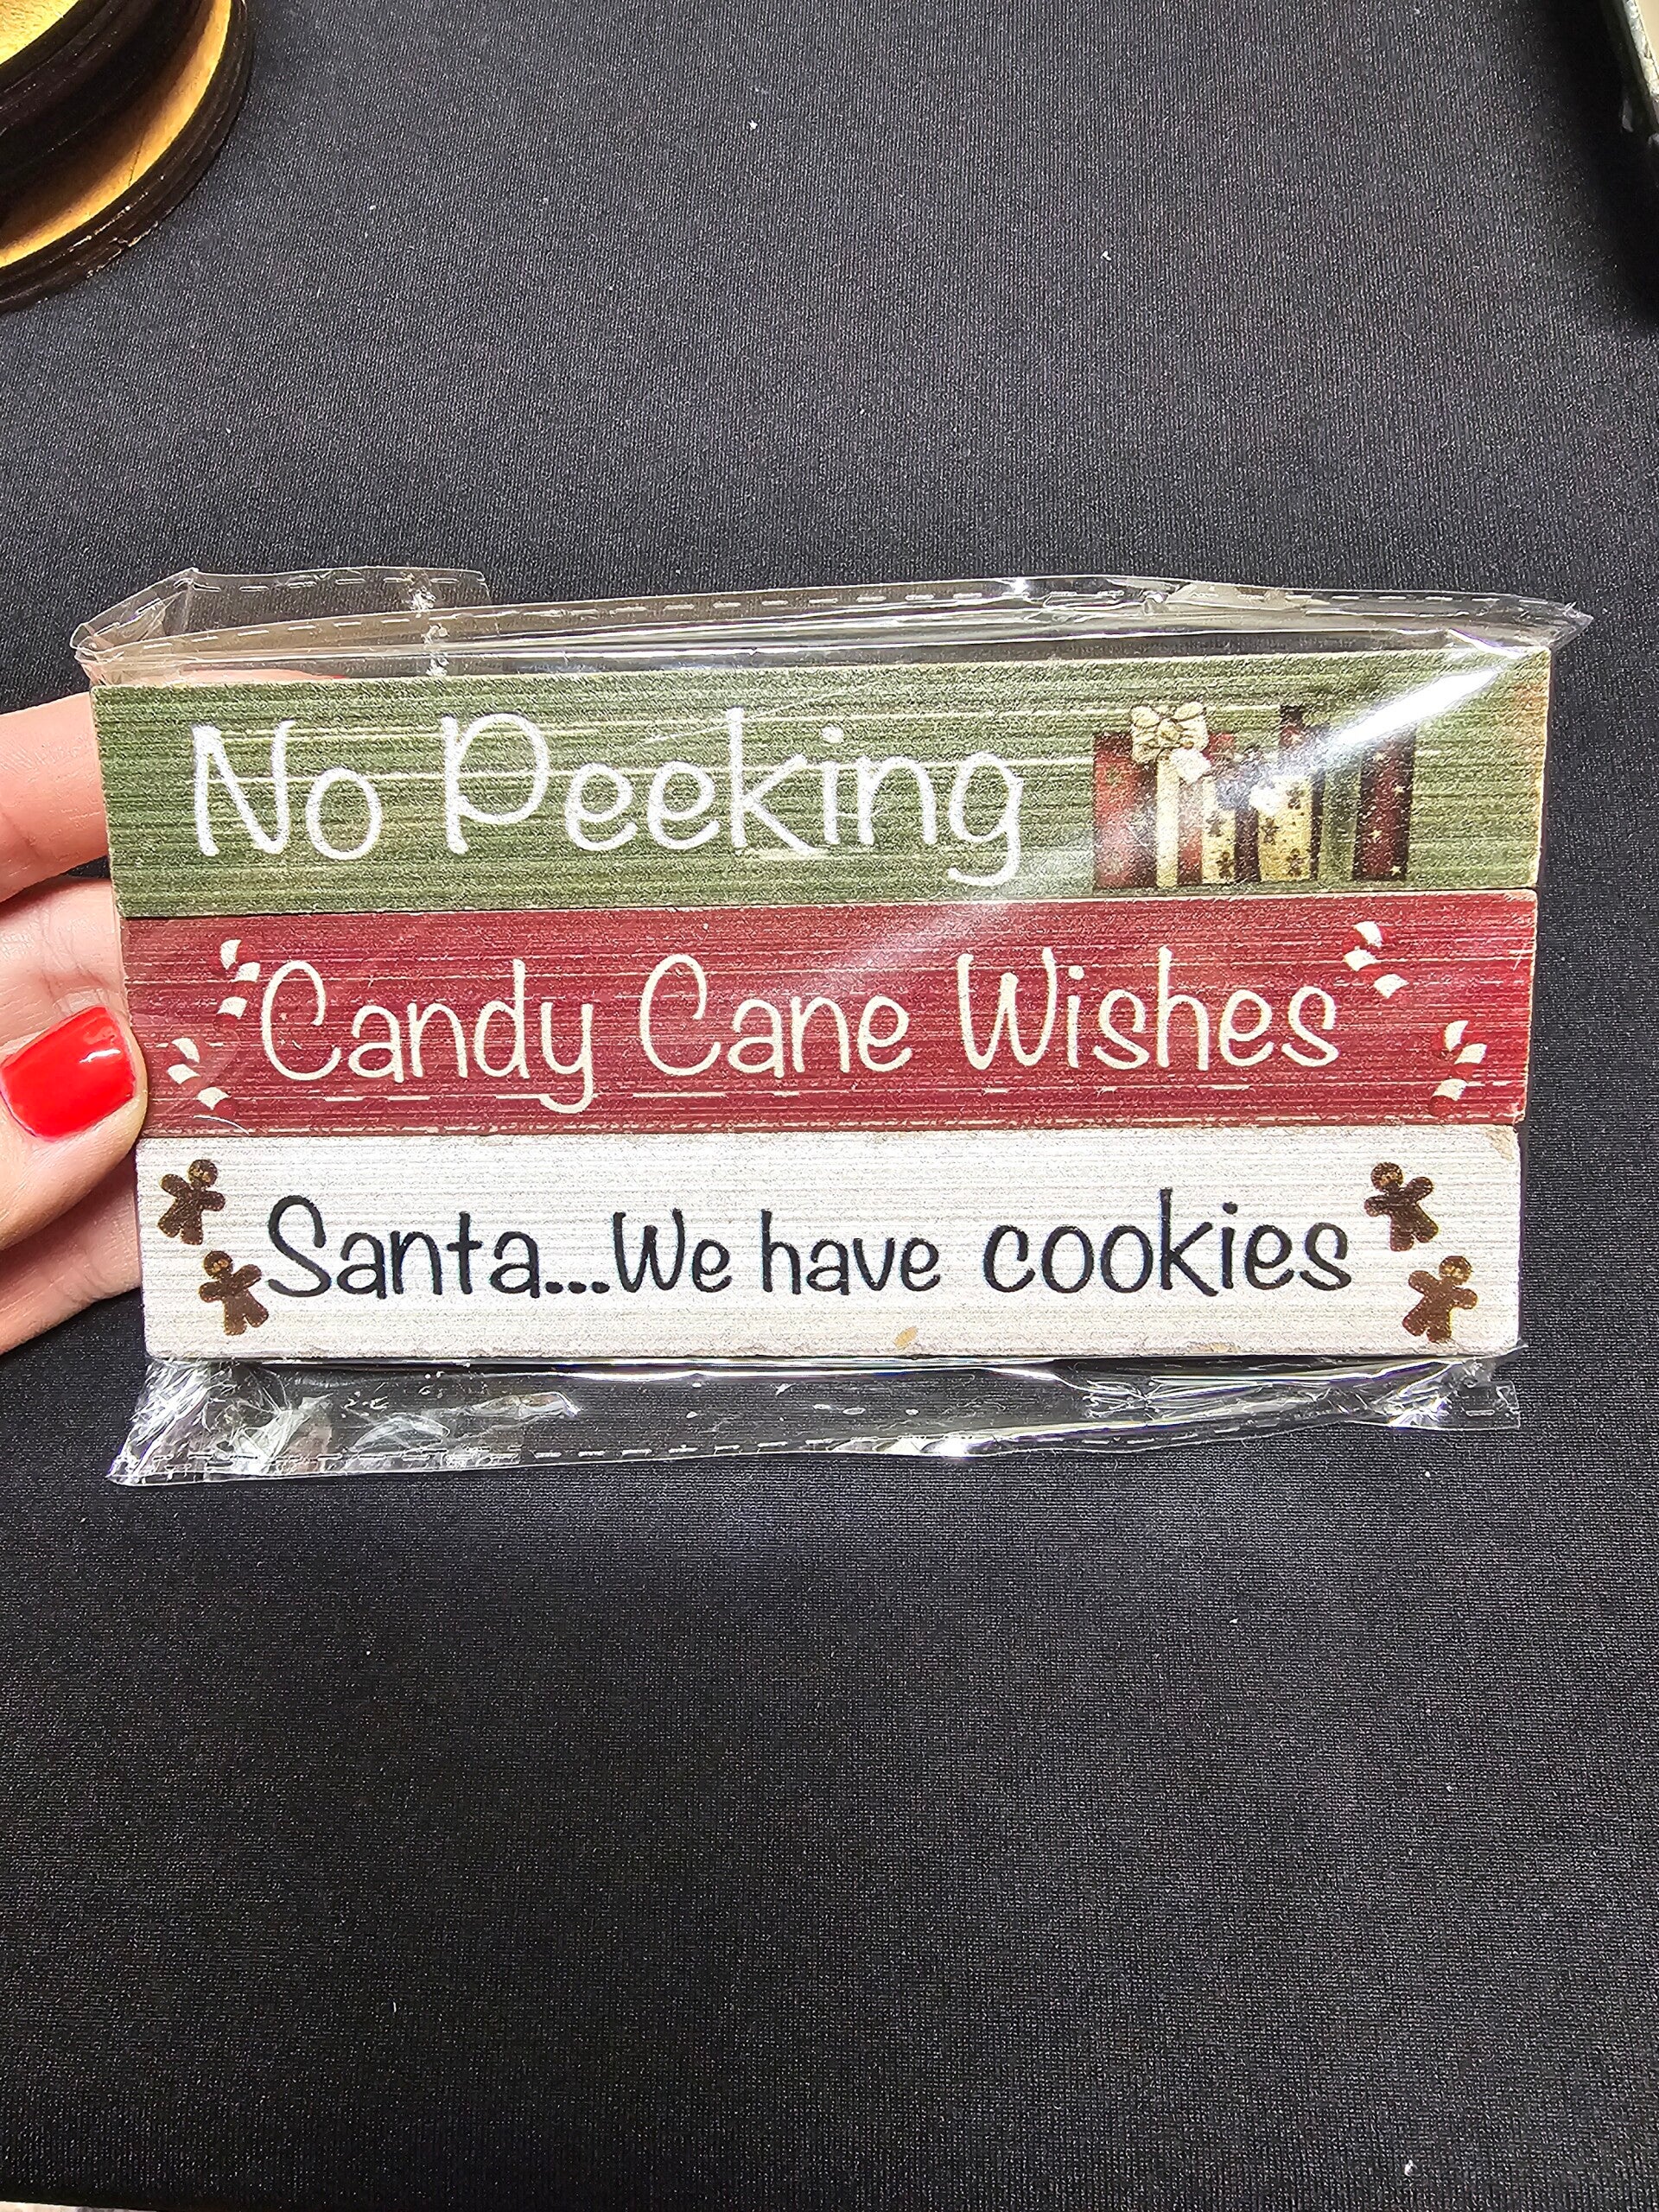 No Peeking
Candy Cane Wishes
Santa...We have cookies